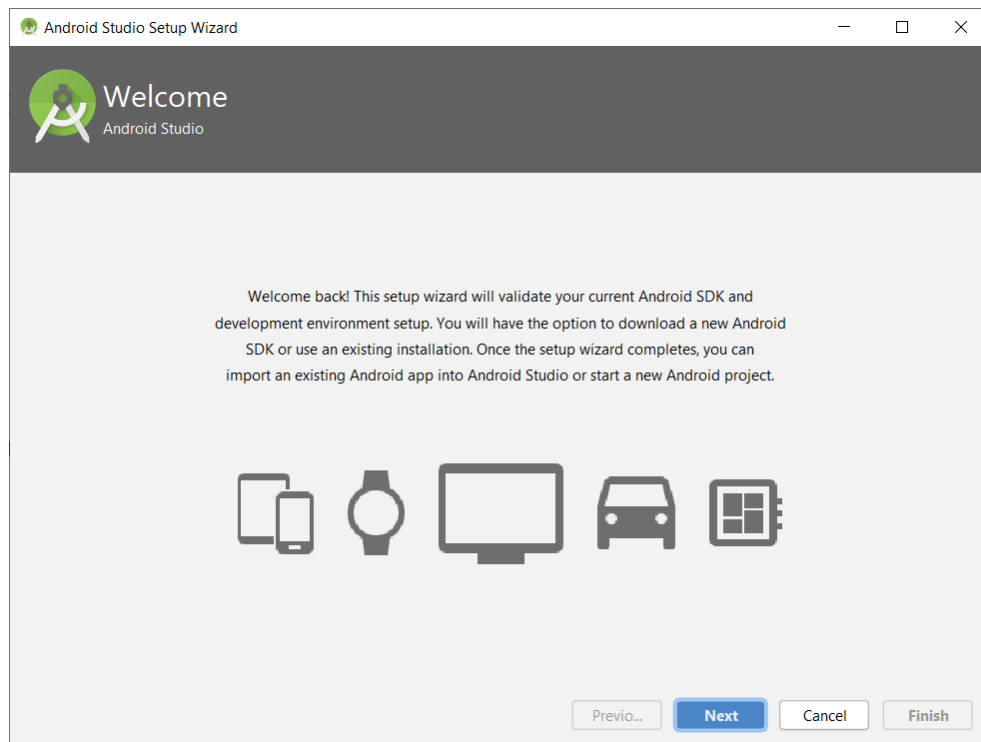 Android Studio Setup Wizard
Welcome
Android Studio
Welcome back! This setup wizard will validate your current Android SDK and
development environment setup. You will have the option to download a new Android
SDK or use an existing installation. Once the setup wizard completes, you can
import an existing Android app into Android Studio or start a new Android project.
Previo... Next Cancel Finish